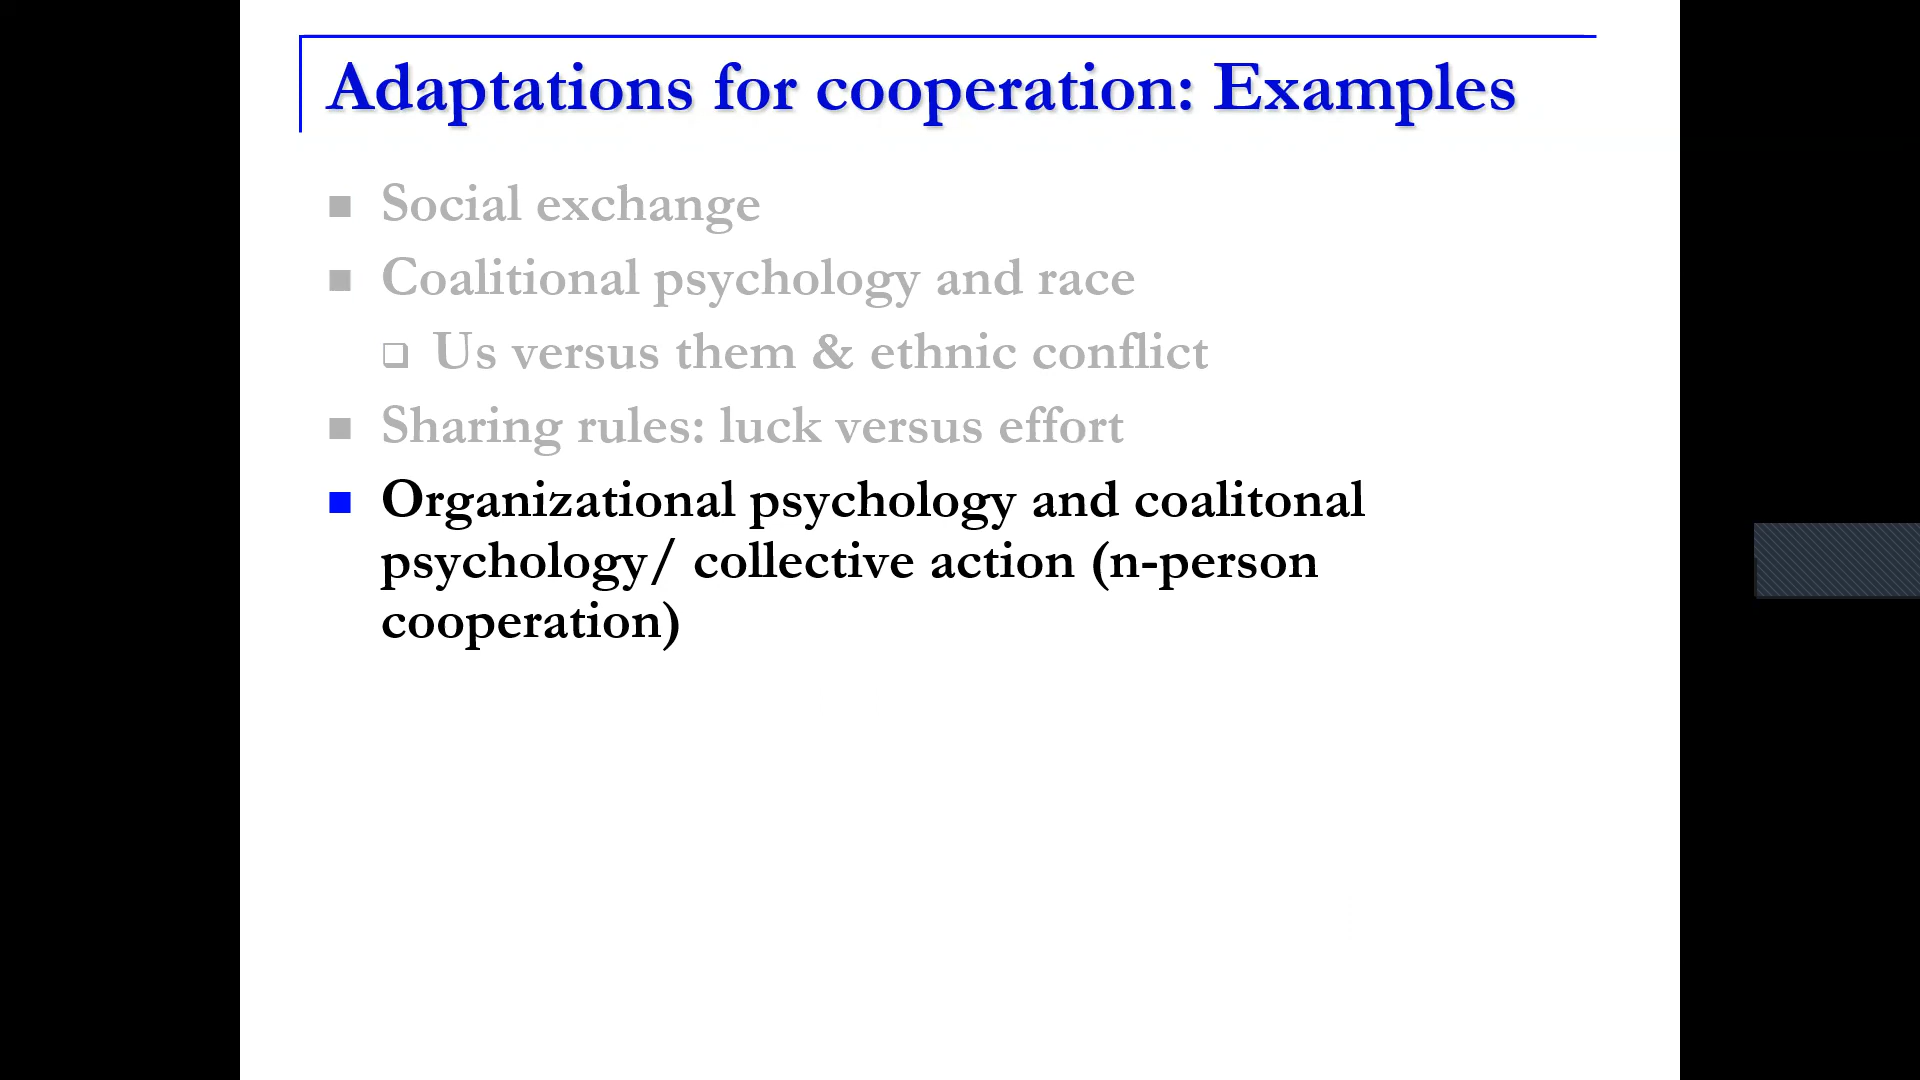 Adaptations for cooperation: Examples
Social exchange
Coalitional psychology and race
Us versus them & ethnic conflict
Sharing rules: luck versus effort
Organizational psychology and coalitonal
psychology/ collective action (n-person
cooperation)